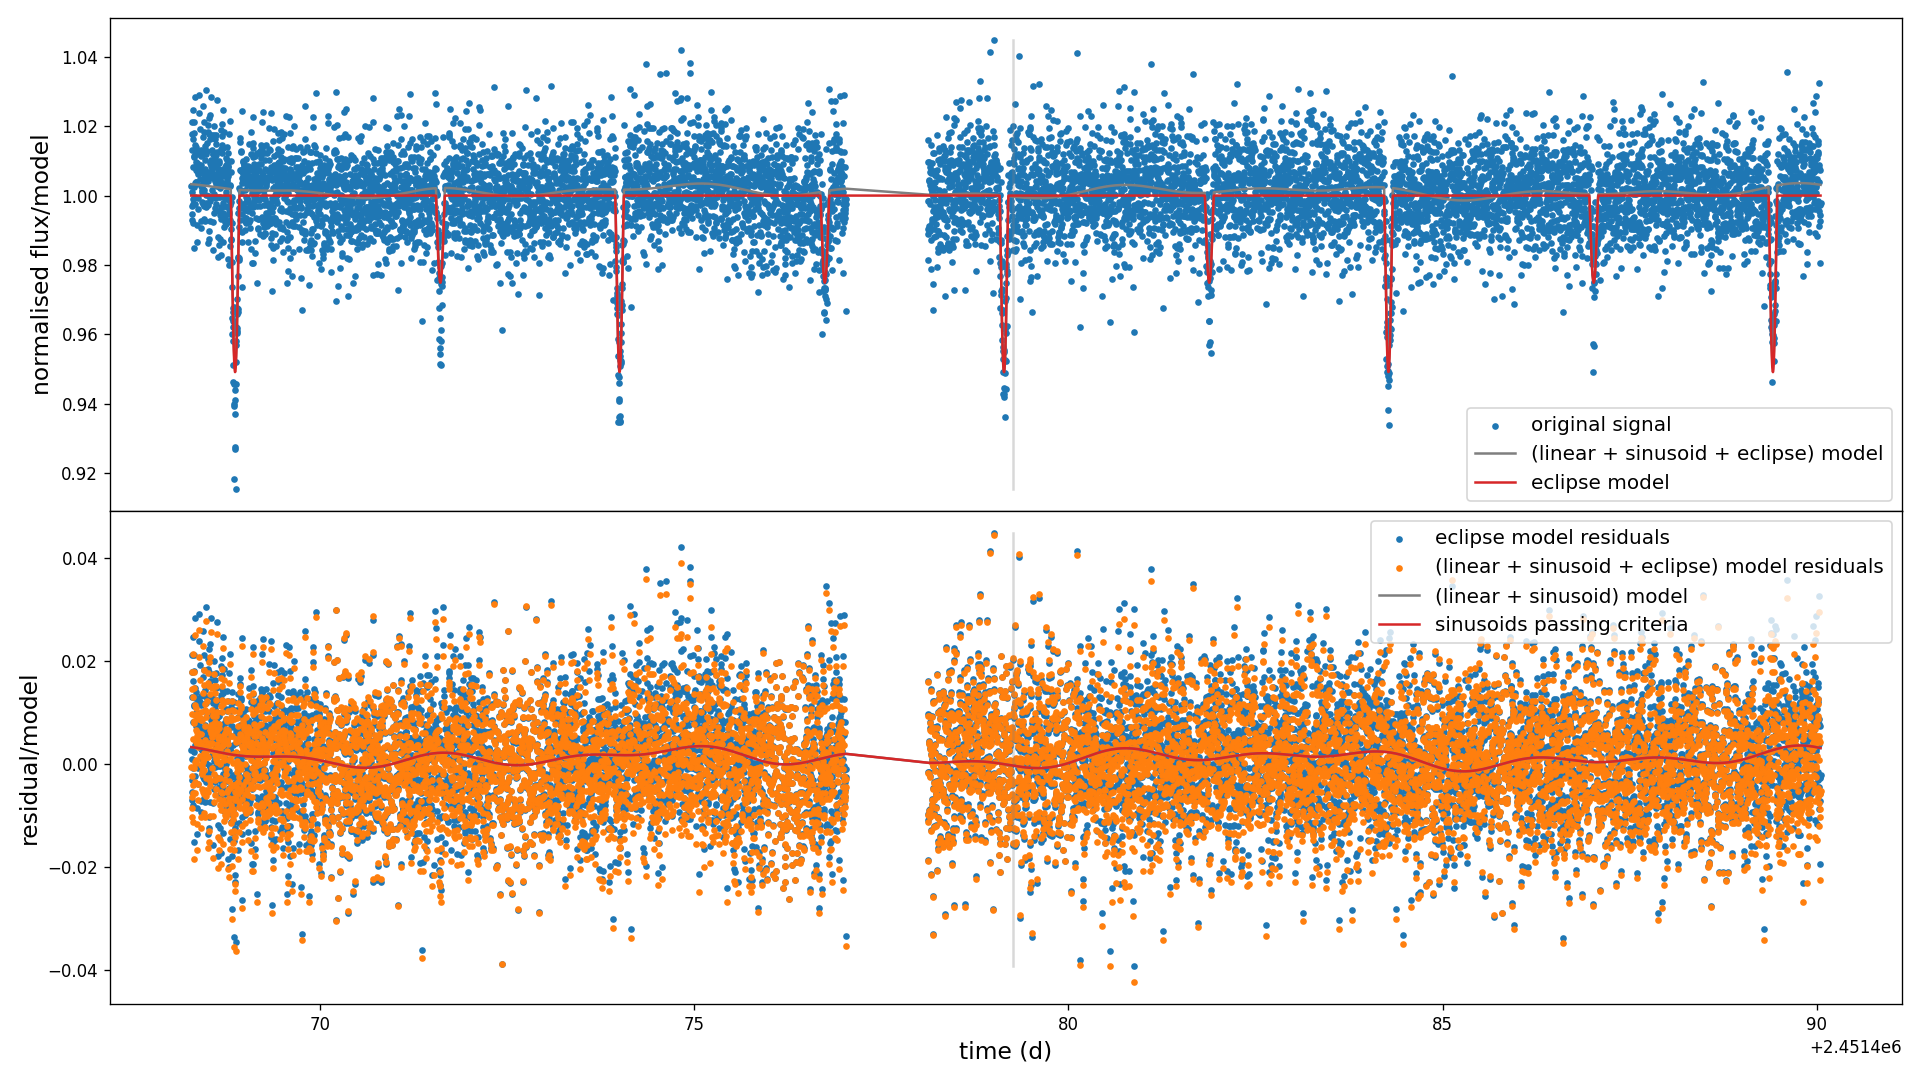 normalised flux/model
1.04
1.02
1.00
0.98
0.96
0.94
0.92
original signal
(linear + sinusoid + eclipse) model
eclipse model
residual/model
0.04
0.02
0.00
−0.02
−0.04
eclipse model residuals
(linear + sinusoid + eclipse) model residuals
(linear + sinusoid) model
sinusoids passing criteria
70
75
80
85
90
time (d)
+2.4514e6